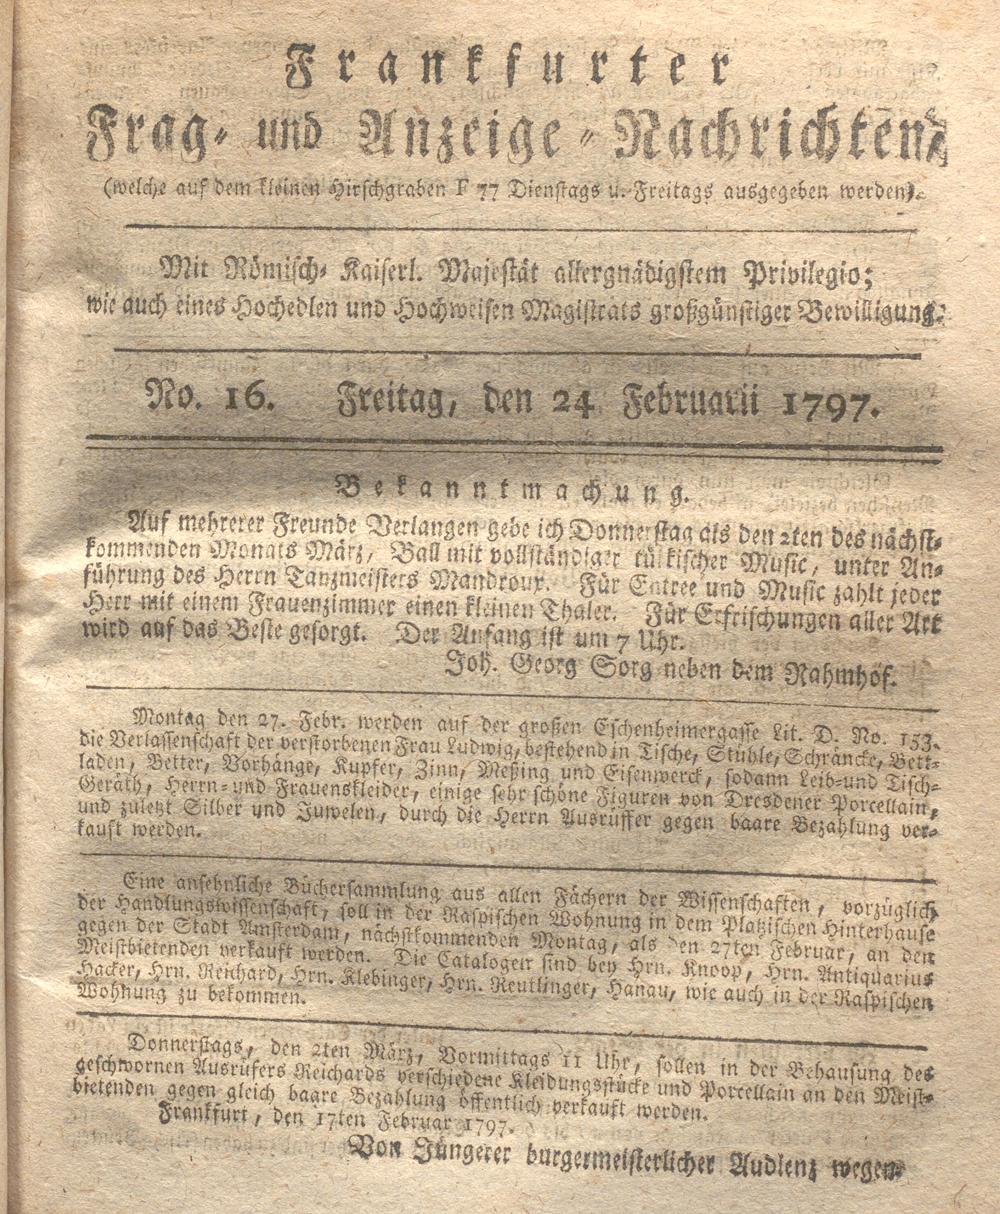 Frankfurter
Frag- und Anzeige-Nachrichten,
(welche auf dem kleinen Hirschgraben F 77 Dienstags u. Freitags ausgegeben werden).
Mit Römisch- Kaiserl. Majestät allergnädigstem Privilegio;
wie auch eines Hochedlen und Hochweisen Magistrats großgünstiger Bewilligung.
No. 16. Freitag, den 24 Februarii 1797.
Bekanntmachung.
Auf mehrerer Freunde Verlangen gebe ich Donnerstag als den 2ten des nächst-
kommenden Monats März, Ball mit vollständiger türkischer Music, unter An-
führung des Herrn Tanzmeisters Mandroux. Für Entree und Music zahlt jeder
Herr mit einem Frauenzimmer einen kleinen Thaler. Für Erfrischungen aller Art
wird auf das Beste gesorgt. Der Anfang ist um 7 Uhr.
Joh. Georg Sorg neben dem Rahmhof.
Montag den 27. Febr. werden auf der großen Eschenheimergasse Lit. D. No. 153.
die Verlassenschaft der verstorbenen Frau Ludwig, bestehend in Tische, Stühle, Schräncke, Bett-
laden, Better, Vorhänge, Kupfer, Zinn, Meßing und Eisenwerck, sodann Leib- und Tisch-
Geräth, Herrn- und Frauenskleider, einige sehr schöne Figuren von Dresdener Porcellain,
und zuletzt Silber und Juwelen, durch die Herrn Ausrüffer gegen baare Bezahlung ver-
kauft werden.
Eine ansehnliche Büchersammlung aus allen Fächern der Wissenschaften, vorzüglich
der Handlungswissenschaft, soll in der Raspischen Wohnung in dem Platzischen Hinterhause
gegen der Stadt Amsterdam, nächstkommenden Montag, als den 27ten Februar, an den
Meistbietenden verkauft werden. Die Catalogen sind bey Hrn. Knoop, Hrn. Antiquarius
Hacker, Hrn. Reichard, Hrn. Klebinger, Hrn. Reutlinger, Hanau, wie auch in der Raspischen
Wohnung zu bekommen.
Donnerstags, den 2ten März, Vormittags 11 Uhr, sollen in der Behausung des
geschwornen Ausrufers Reichards verschiedene Kleidungsstücke und Porcellain an den Meist-
bietenden gegen gleich baare Bezahlung öffentlich verkauft werden.
Frankfurt, den 17ten Februar 1797.
Von Jüngerer burgermeisterlicher Audienz wegen.